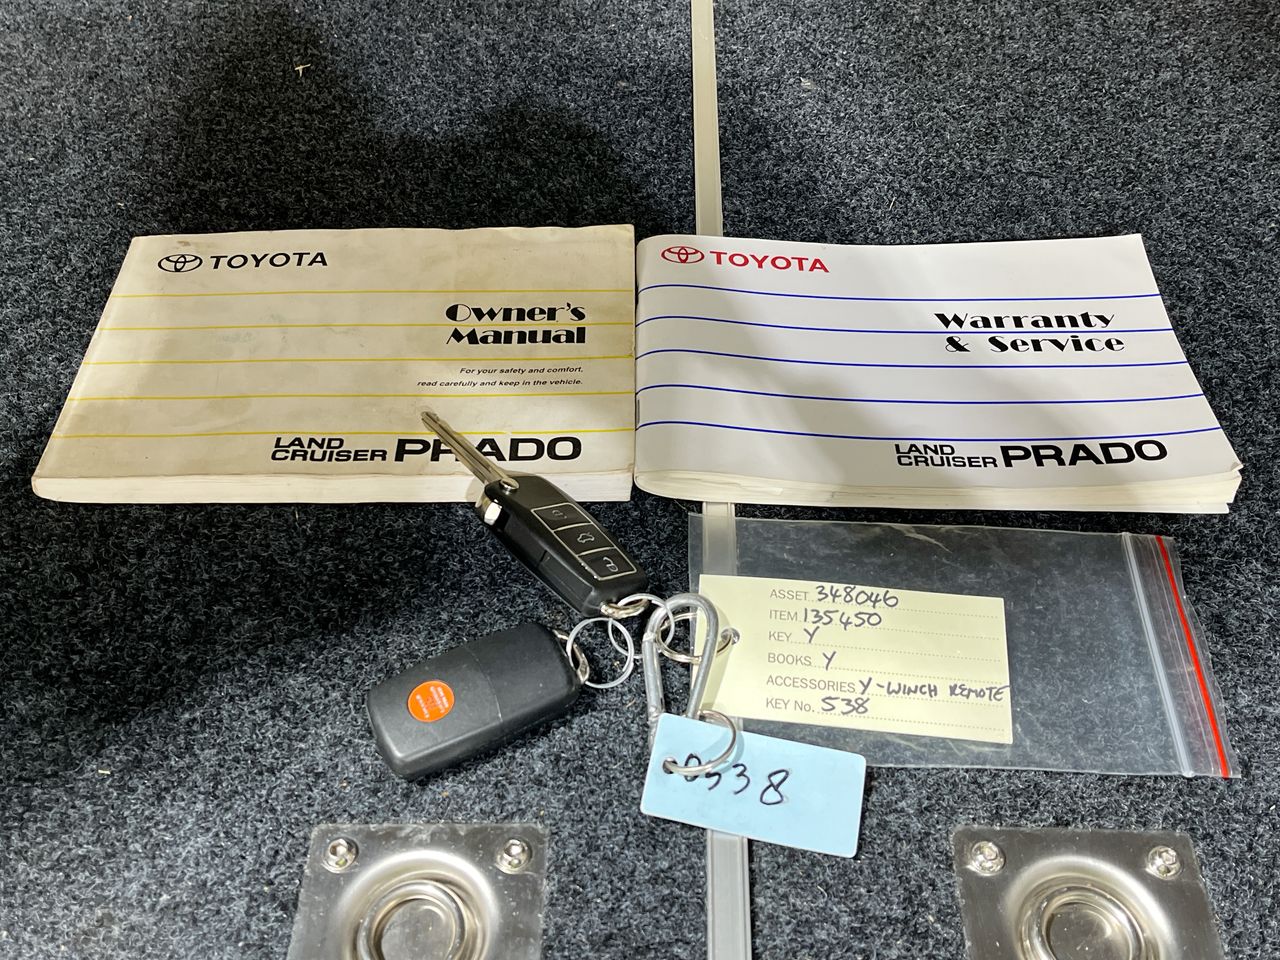 TOYOTA
Owner's
Manual
For your safety and comfort,
read carefully and keep in the vehicle.
LAND
CRUISER PRADO
TOYOTA
Warranty
& Service
LAND
CRUISER PRADO
ASSET 348046
ITEM 135450
KEY Y
BOOKS Y
ACCESSORIES Y-WINCH REMOTE
KEY No. 538
0538